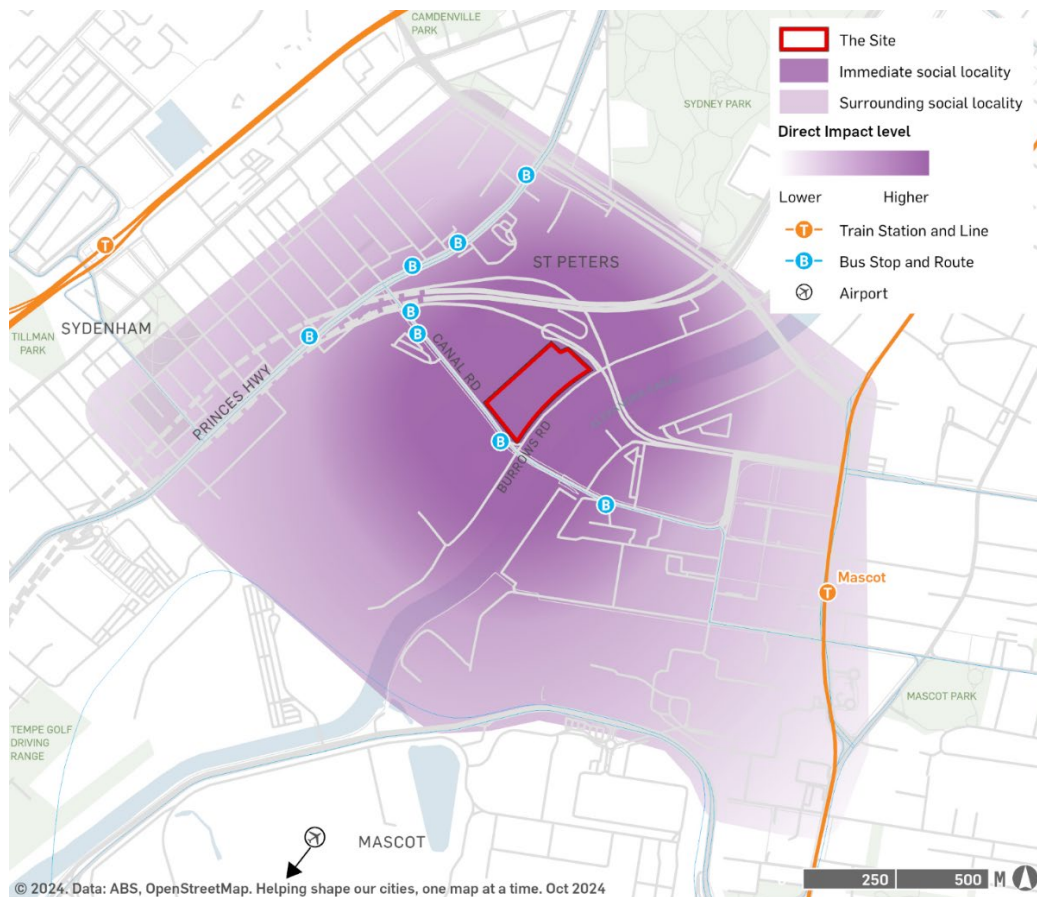 CAMDENVILLE
PARK
SYDNEY PARK
The Site
Immediate social locality
Surrounding social locality
Direct Impact level
Lower
Higher
Train Station and Line
Bus Stop and Route
Airport
T
B
T
B
B
B
B
B
B
B
B
ST PETERS
SYDENHAM
TILLMAN
PARK
PRINCES HWY
CANAL RD
BURROWS RD
Mascot
T
MASCOT PARK
TEMPE GOLF
DRIVING
RANGE
MASCOT
© 2024. Data: ABS, OpenStreetMap. Helping shape our cities, one map at a time. Oct 2024
250
500
M